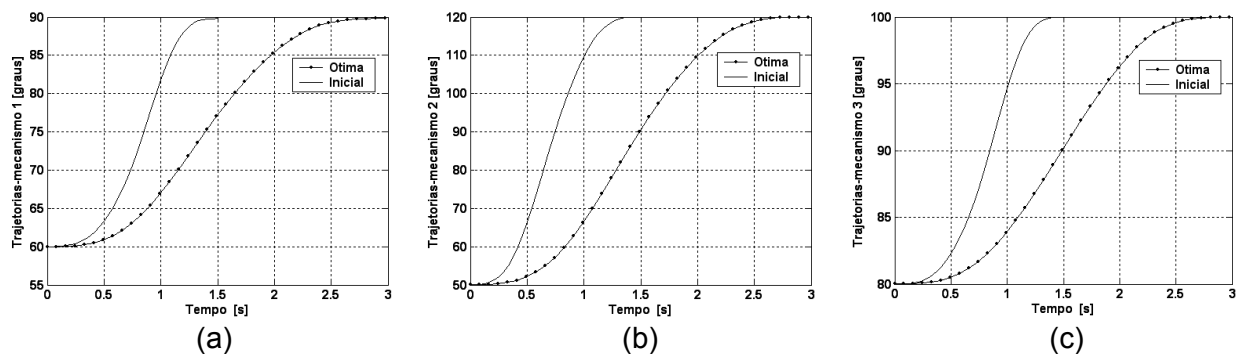 Trajetorias-mecanismo 1 [graus]
90
85
80
75
70
65
60
55
0 0.5 1 1.5 2 2.5 3
Tempo [s]
Otima
Inicial
(a)
Trajetorias-mecanismo 2 [graus]
120
110
100
90
80
70
60
50
0 0.5 1 1.5 2 2.5 3
Tempo [s]
Otima
Inicial
(b)
Trajetorias-mecanismo 3 [graus]
100
95
90
85
80
0 0.5 1 1.5 2 2.5 3
Tempo [s]
Otima
Inicial
(c)